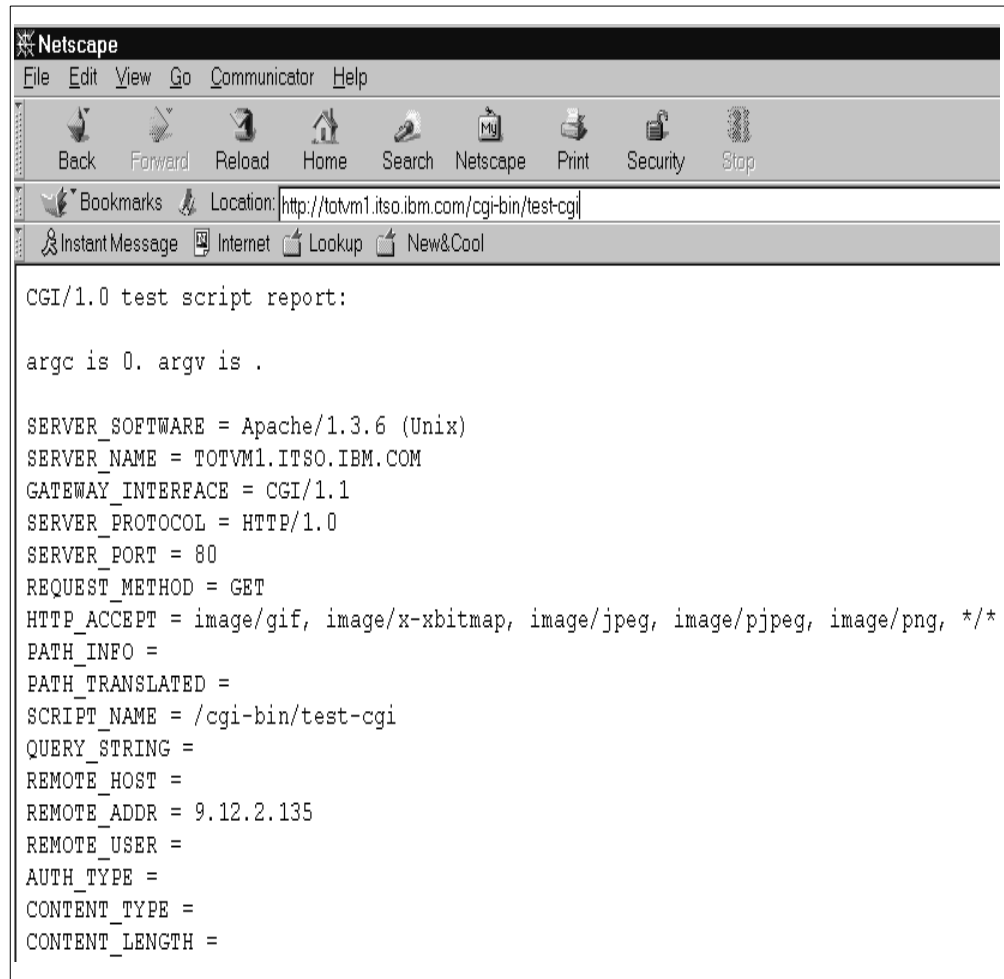 Netscape
File Edit View Go Communicator Help
Back Forward Reload Home Search Netscape Print Security Stop
My
Bookmarks Location: http://totvm1.itso.ibm.com/cgi-bin/test-cgi
Instant Message Internet Lookup New&Cool
CGI/1.0 test script report:
argc is 0. argv is .
SERVER_SOFTWARE = Apache/1.3.6 (Unix)
SERVER_NAME = TOTVM1.ITSO.IBM.COM
GATEWAY_INTERFACE = CGI/1.1
SERVER_PROTOCOL = HTTP/1.0
SERVER_PORT = 80
REQUEST_METHOD = GET
HTTP_ACCEPT = image/gif, image/x-xbitmap, image/jpeg, image/pjpeg, image/png, */*
PATH_INFO =
PATH_TRANSLATED =
SCRIPT_NAME = /cgi-bin/test-cgi
QUERY_STRING =
REMOTE_HOST =
REMOTE_ADDR = 9.12.2.135
REMOTE_USER =
AUTH_TYPE =
CONTENT_TYPE =
CONTENT_LENGTH =